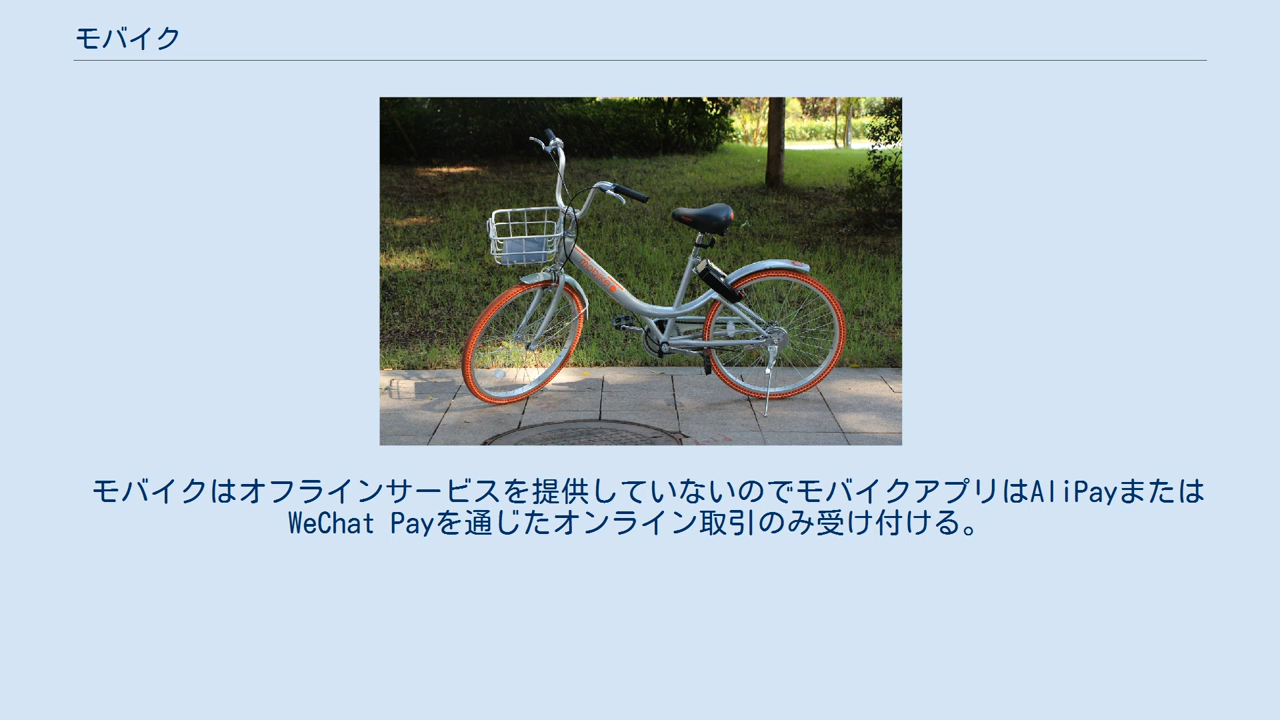 モバイク
モバイクはオフラインサービスを提供していないのでモバイクアプリはAliPayまたは
WeChat Payを通じたオンライン取引のみ受け付ける。